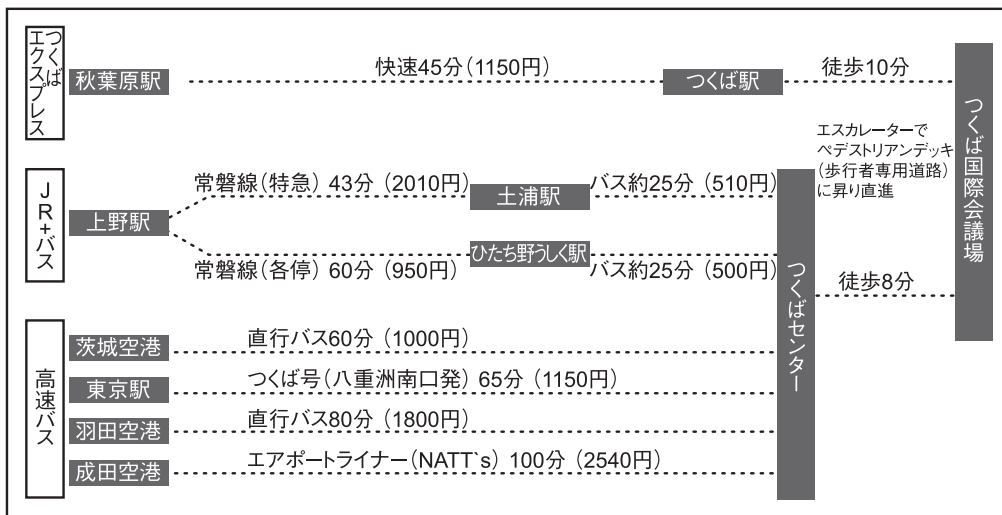 つくば
エクスプレス
秋葉原駅
快速45分（1150円）
つくば駅
徒歩10分
つくば国際会議場
エスカレーターで
ペデストリアンデッキ
（歩行者専用道路）
に昇り直進
JR+バス
上野駅
常磐線（特急） 43分（2010円）
土浦駅
バス約25分（510円）
常磐線（各停） 60分（950円）
ひたち野うしく駅
バス約25分（500円）
つくばセンター
徒歩8分
高速バス
茨城空港
直行バス60分（1000円）
東京駅
つくば号（八重洲南口発） 65分（1150円）
羽田空港
直行バス80分（1800円）
成田空港
エアポートライナー（NATT`s） 100分（2540円）